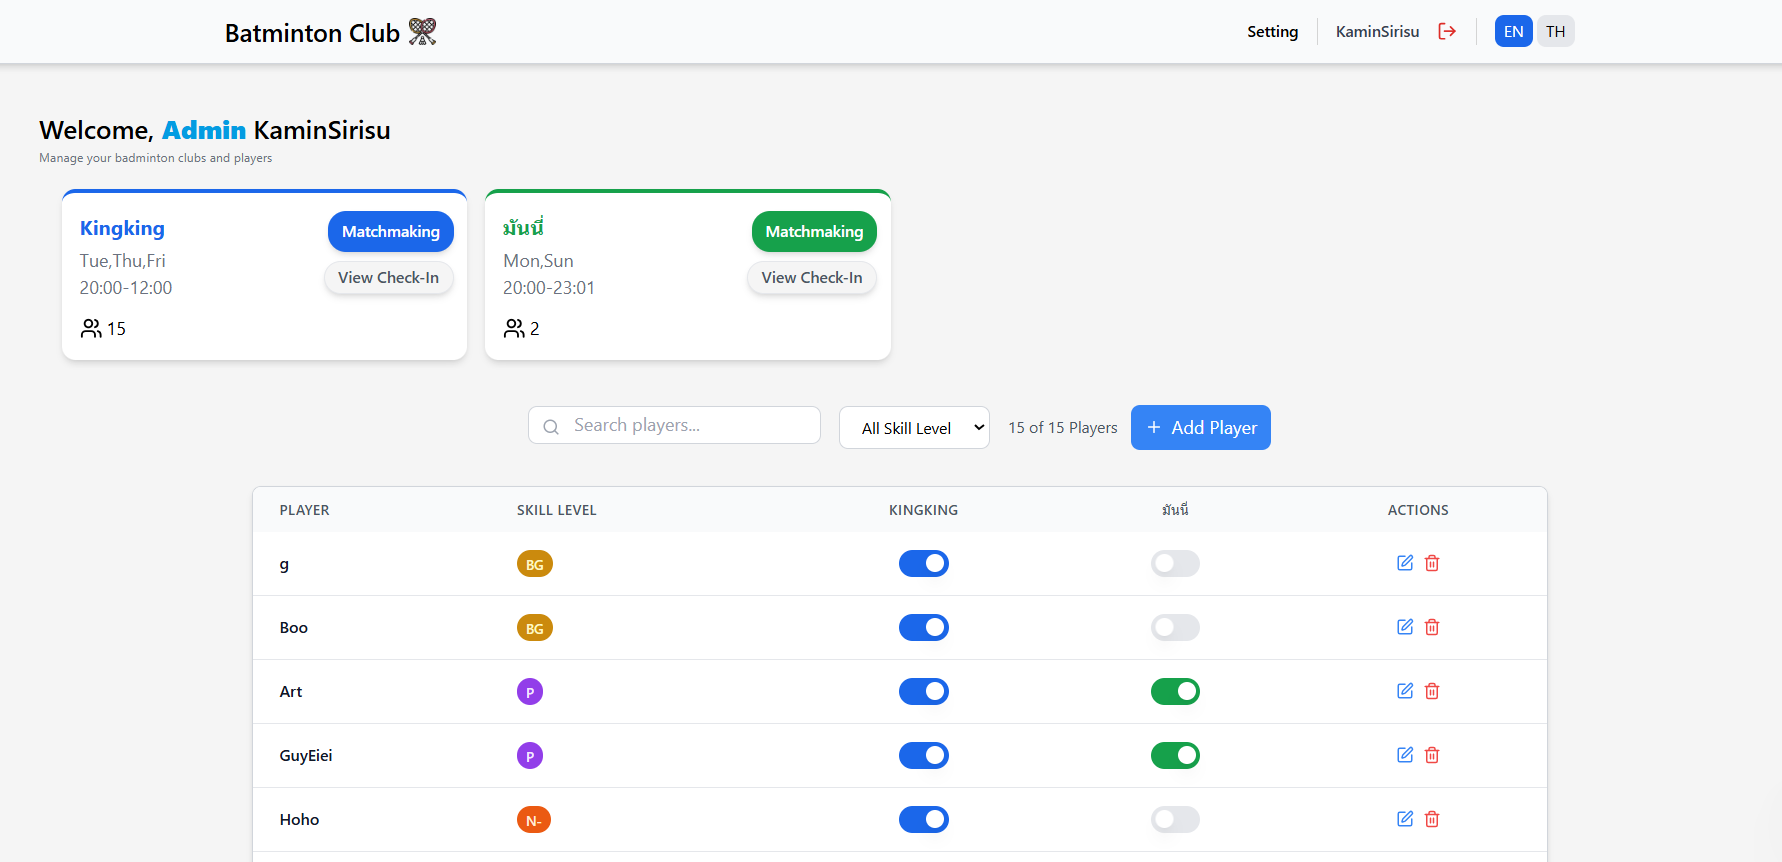 Batminton Club
Setting
KaminSirisu
EN
TH
Welcome, Admin KaminSirisu
Manage your badminton clubs and players
Kingking
Matchmaking
Tue,Thu,Fri
View Check-In
20:00-12:00
15
มันนี่
Matchmaking
Mon,Sun
View Check-In
20:00-23:01
2
Search players...
All Skill Level
15 of 15 Players
+ Add Player
PLAYER SKILL LEVEL KINGKING มันนี่ ACTIONS
g BG
Boo BG
Art P
GuyEiei P
Hoho N-